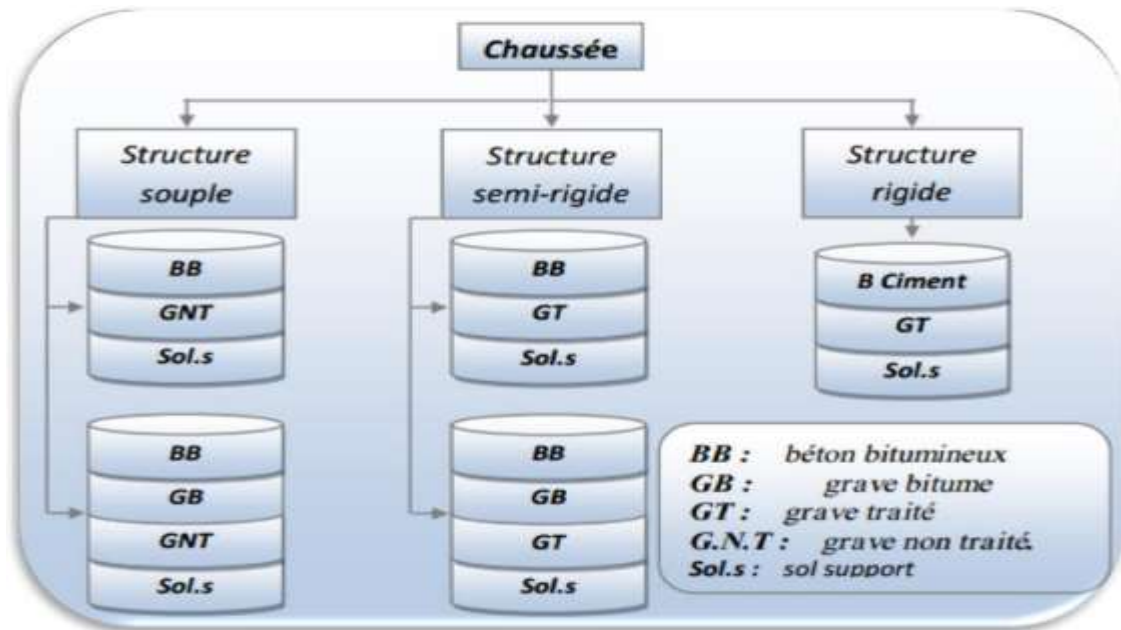 Chaussée
Structure
souple
Structure
semi-rigide
Structure
rigide
BB
GNT
Sol.s
BB
GB
GNT
Sol.s
BB
GT
Sol.s
BB
GB
GT
Sol.s
B Ciment
GT
Sol.s
BB : béton bitumineux
GB : grave bitume
GT : grave traité
G.N.T : grave non traité.
Sol.s : sol support